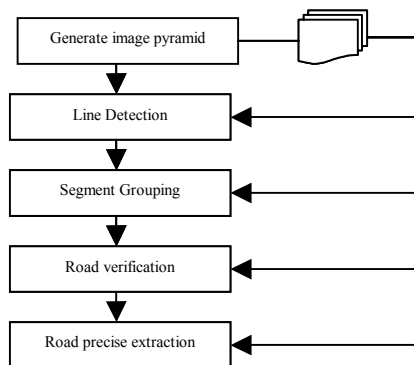 Generate image pyramid
Line Detection
Segment Grouping
Road verification
Road precise extraction